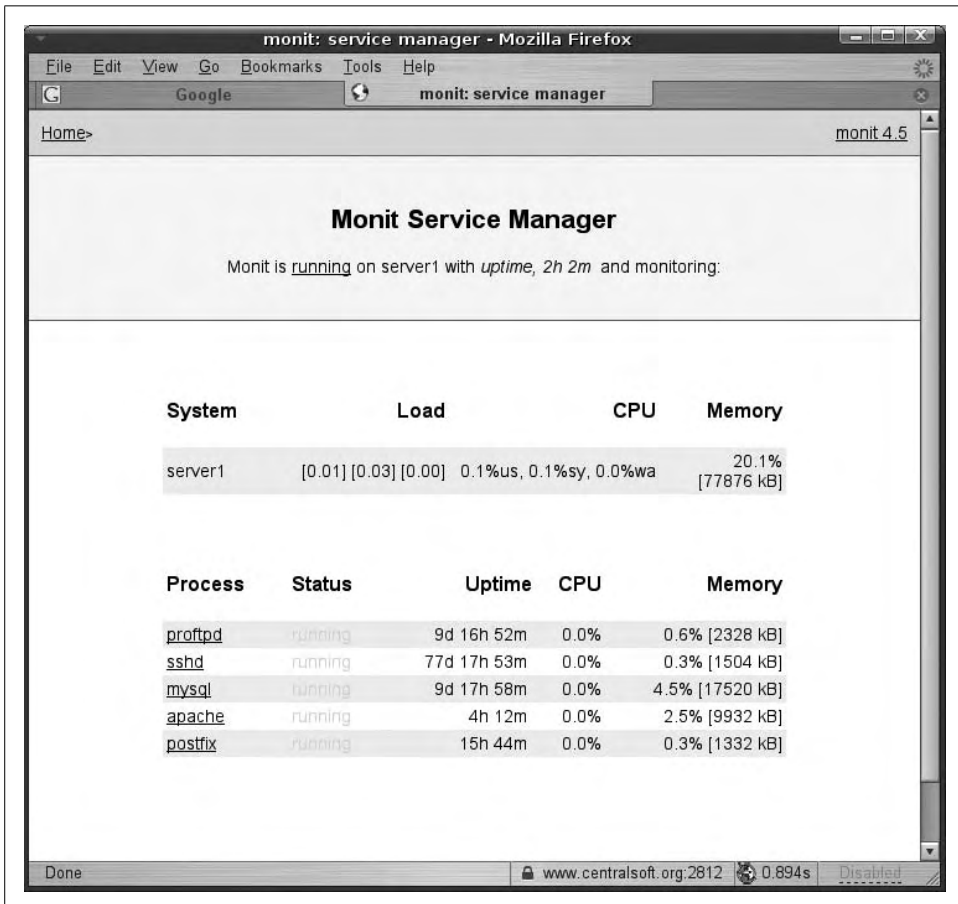 monit: service manager - Mozilla Firefox
File Edit View Go Bookmarks Tools Help
G Google monit: service manager
Home> monit 4.5
Monit Service Manager
Monit is running on server1 with uptime, 2h 2m and monitoring:
System Load CPU Memory
server1 [0.01] [0.03] [0.00] 0.1%us, 0.1%sy, 0.0%wa 20.1%
[77876 kB]
Process Status Uptime CPU Memory
proftpd running 9d 16h 52m 0.0% 0.6% [2328 kB]
sshd running 77d 17h 53m 0.0% 0.3% [1504 kB]
mysql running 9d 17h 58m 0.0% 4.5% [17520 kB]
apache running 4h 12m 0.0% 2.5% [9932 kB]
postfix running 15h 44m 0.0% 0.3% [1332 kB]
Done www.centralsoft.org:2812 0.894s Disabled